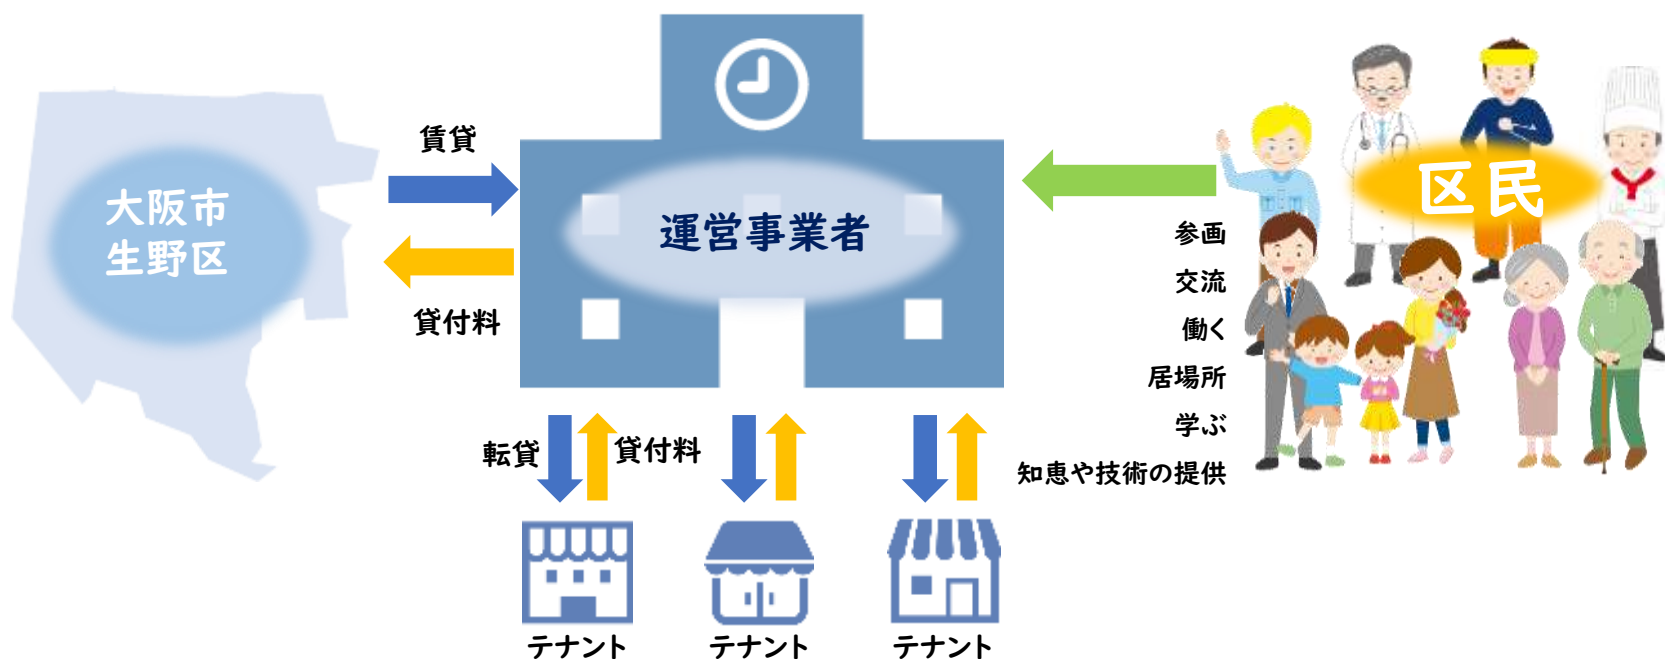 賃貸
大阪市
生野区
貸付料
運営事業者
区民
参画
交流
働く
居場所
学ぶ
知恵や技術の提供
転貸
貸付料
テナント
テナント
テナント